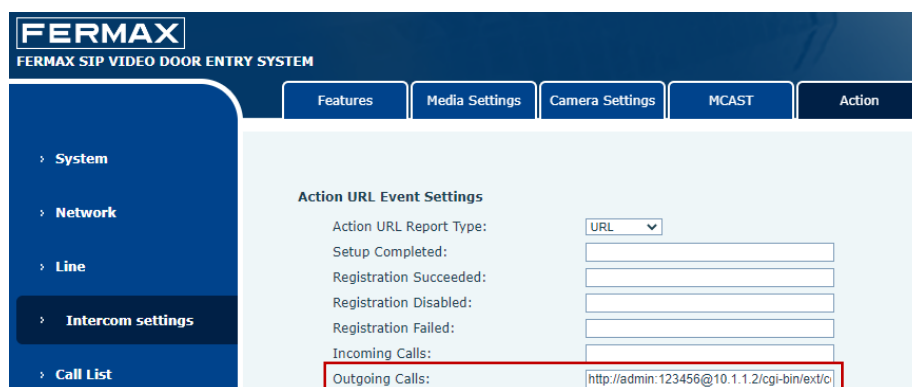 FERMAX
FERMAX SIP VIDEO DOOR ENTRY SYSTEM
Features Media Settings Camera Settings MCAST Action
› System
› Network
› Line
› Intercom settings
› Call List
Action URL Event Settings
Action URL Report Type: URL
Setup Completed:
Registration Succeeded:
Registration Disabled:
Registration Failed:
Incoming Calls:
Outgoing Calls: http://admin:123456@10.1.1.2/cgi-bin/ext/c